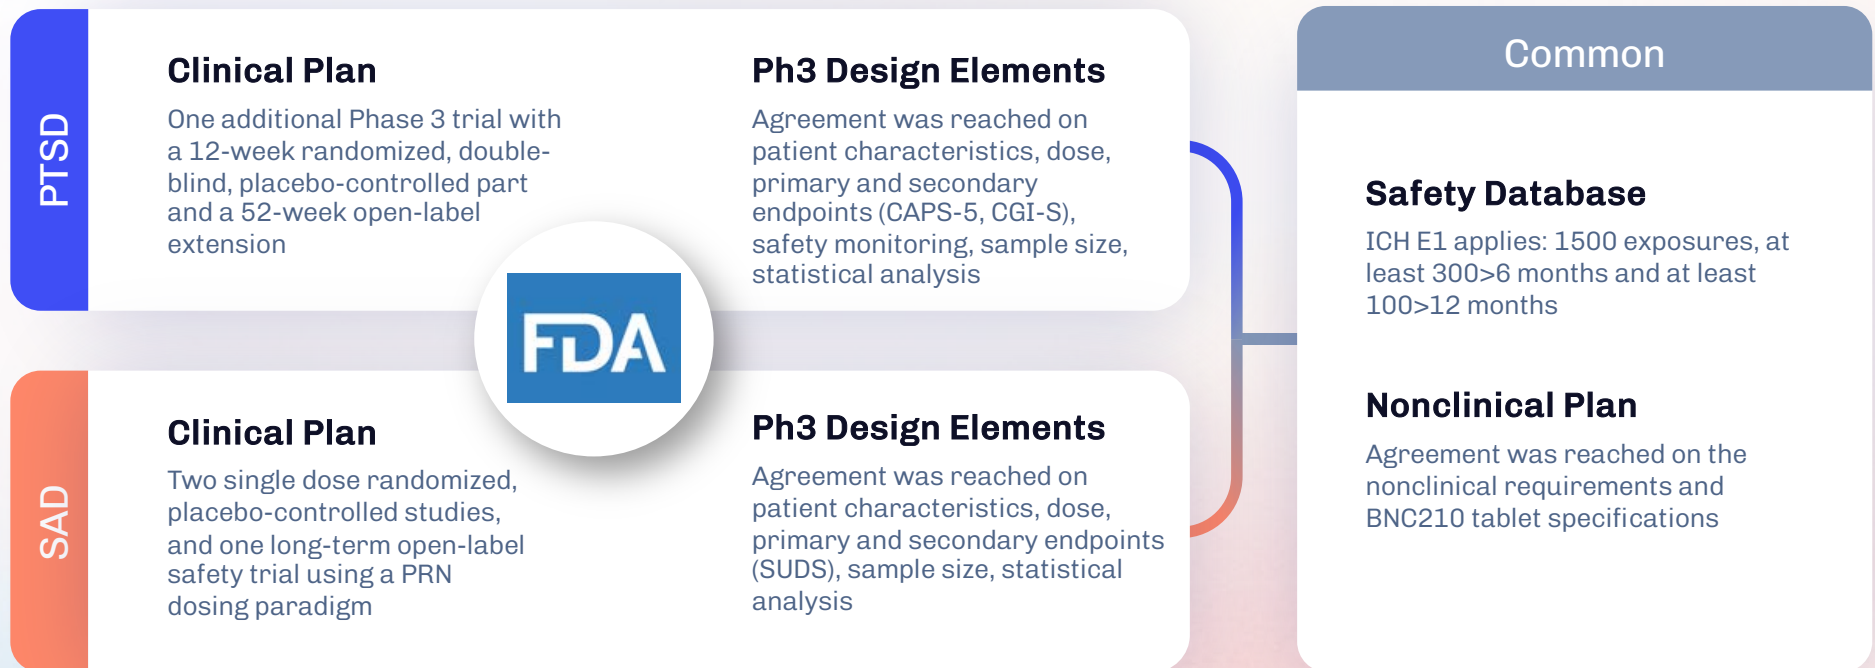 PTSD
Clinical Plan
One additional Phase 3 trial with
a 12-week randomized, double-
blind, placebo-controlled part
and a 52-week open-label
extension
Ph3 Design Elements
Agreement was reached on
patient characteristics, dose,
primary and secondary
endpoints (CAPS-5, CGI-S),
safety monitoring, sample size,
statistical analysis
FDA
SAD
Clinical Plan
Two single dose randomized,
placebo-controlled studies,
and one long-term open-label
safety trial using a PRN
dosing paradigm
Ph3 Design Elements
Agreement was reached on
patient characteristics, dose,
primary and secondary endpoints
(SUDS), sample size, statistical
analysis
Common
Safety Database
ICH E1 applies: 1500 exposures, at
least 300>6 months and at least
100>12 months
Nonclinical Plan
Agreement was reached on the
nonclinical requirements and
BNC210 tablet specifications